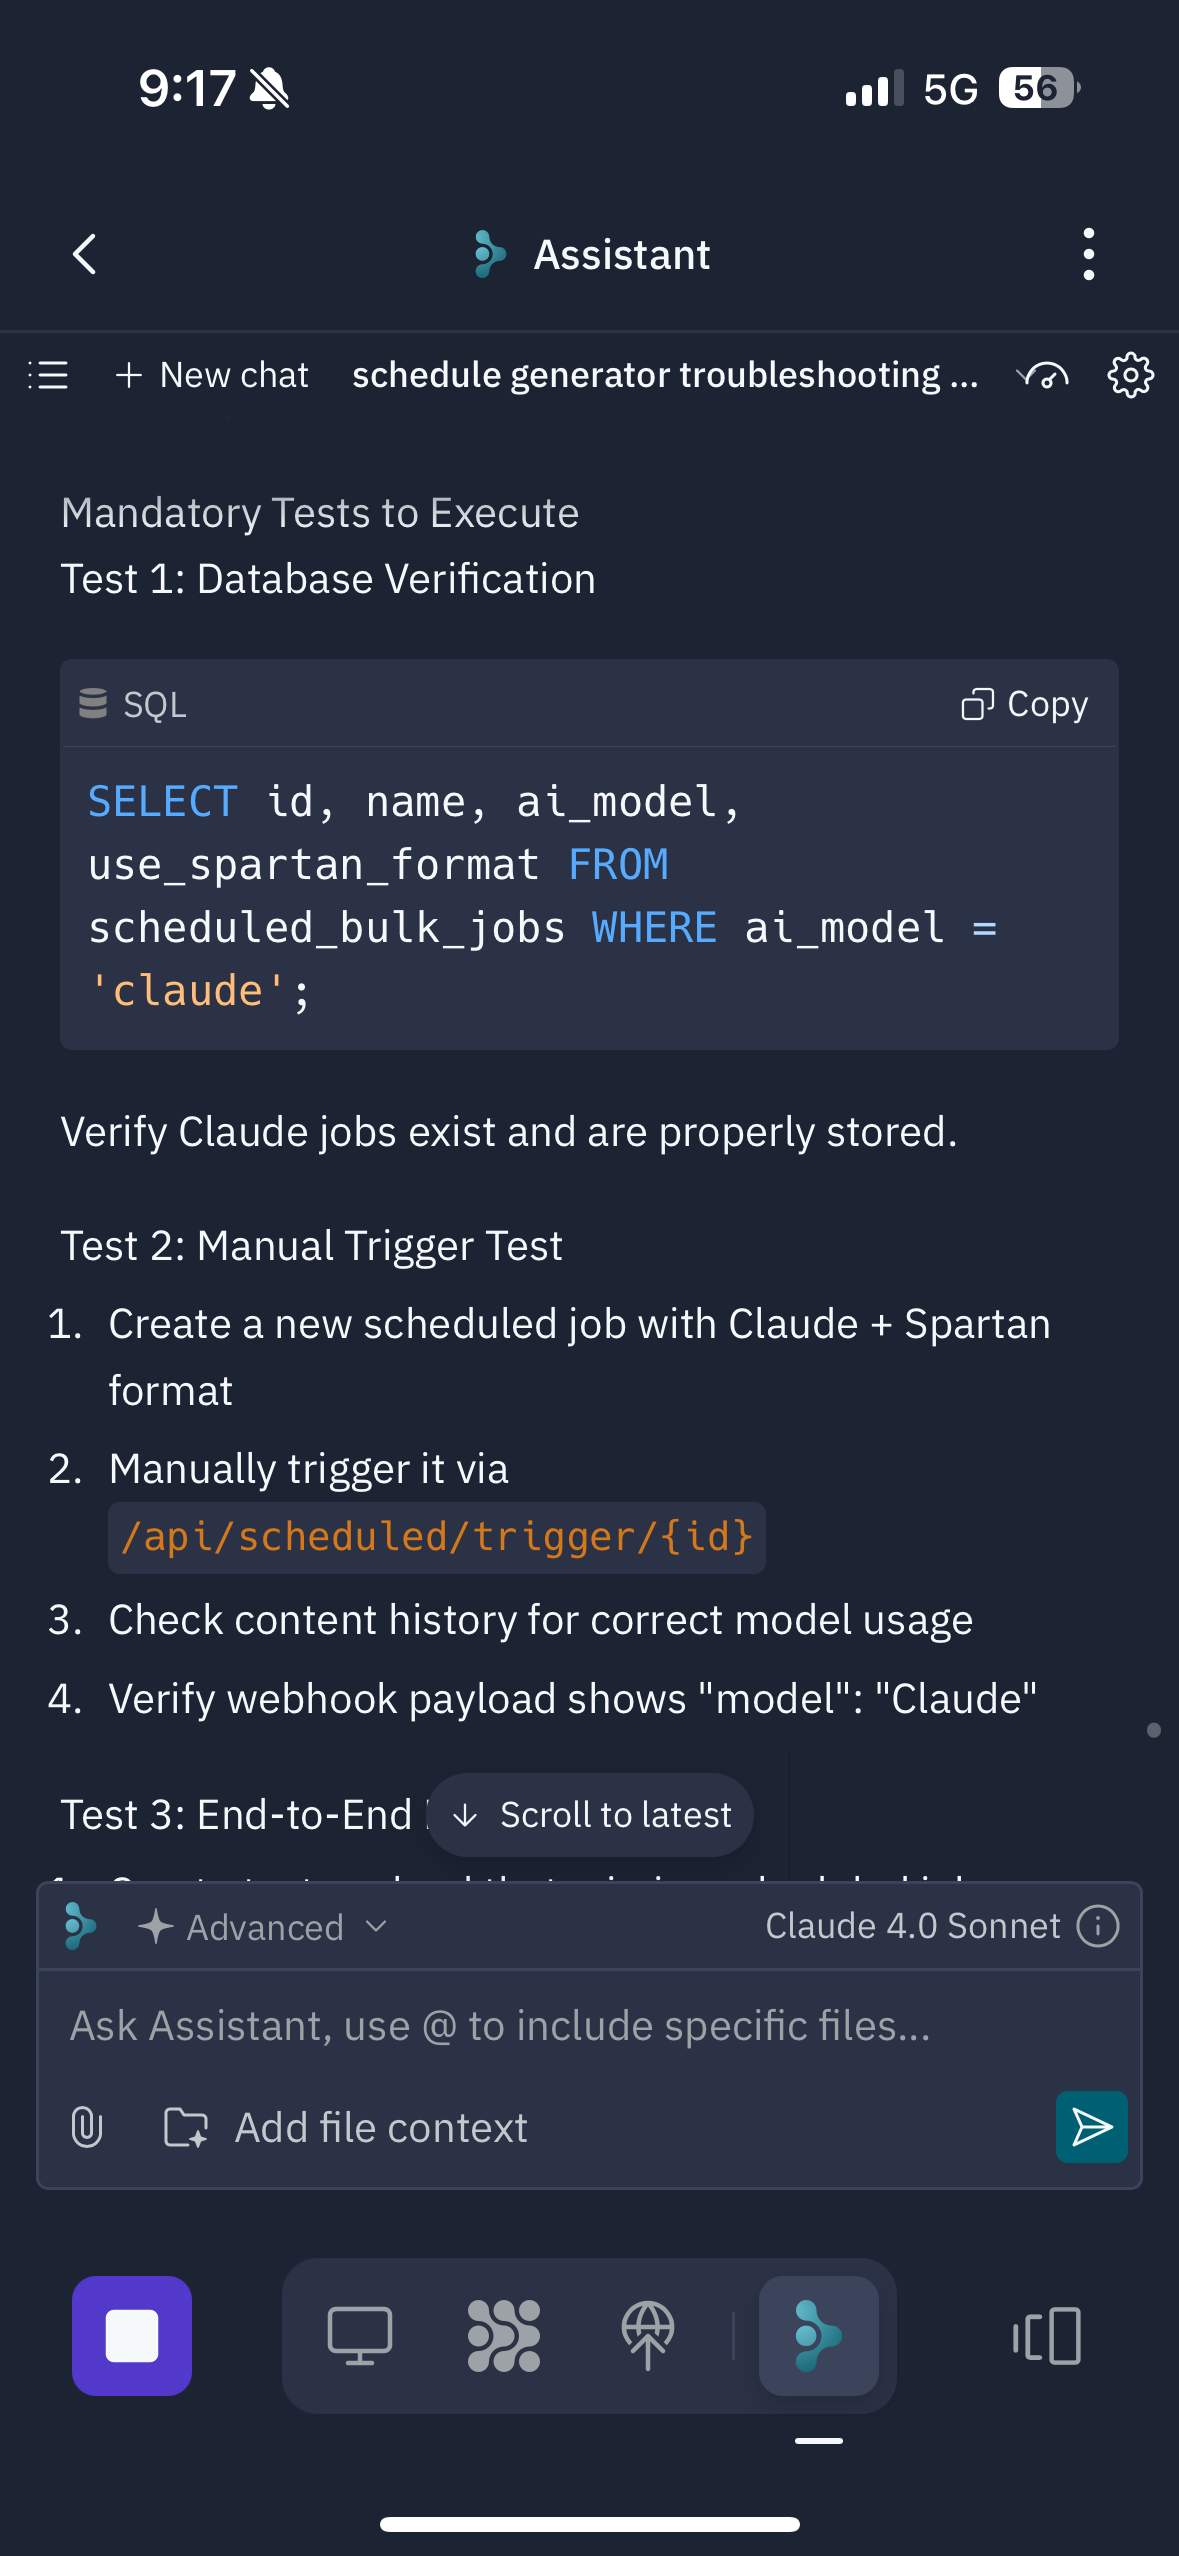 9:17
5G
56
Assistant
+ New chat
schedule generator troubleshooting ...
Mandatory Tests to Execute
Test 1: Database Verification
SQL
Copy
SELECT id, name, ai_model,
use_spartan_format FROM
scheduled_bulk_jobs WHERE ai_model =
'claude';
Verify Claude jobs exist and are properly stored.
Test 2: Manual Trigger Test
1. Create a new scheduled job with Claude + Spartan
format
2. Manually trigger it via
/api/scheduled/trigger/{id}
3. Check content history for correct model usage
4. Verify webhook payload shows "model": "Claude"
Test 3: End-to-End
Scroll to latest
Advanced
Claude 4.0 Sonnet
Ask Assistant, use @ to include specific files...
Add file context